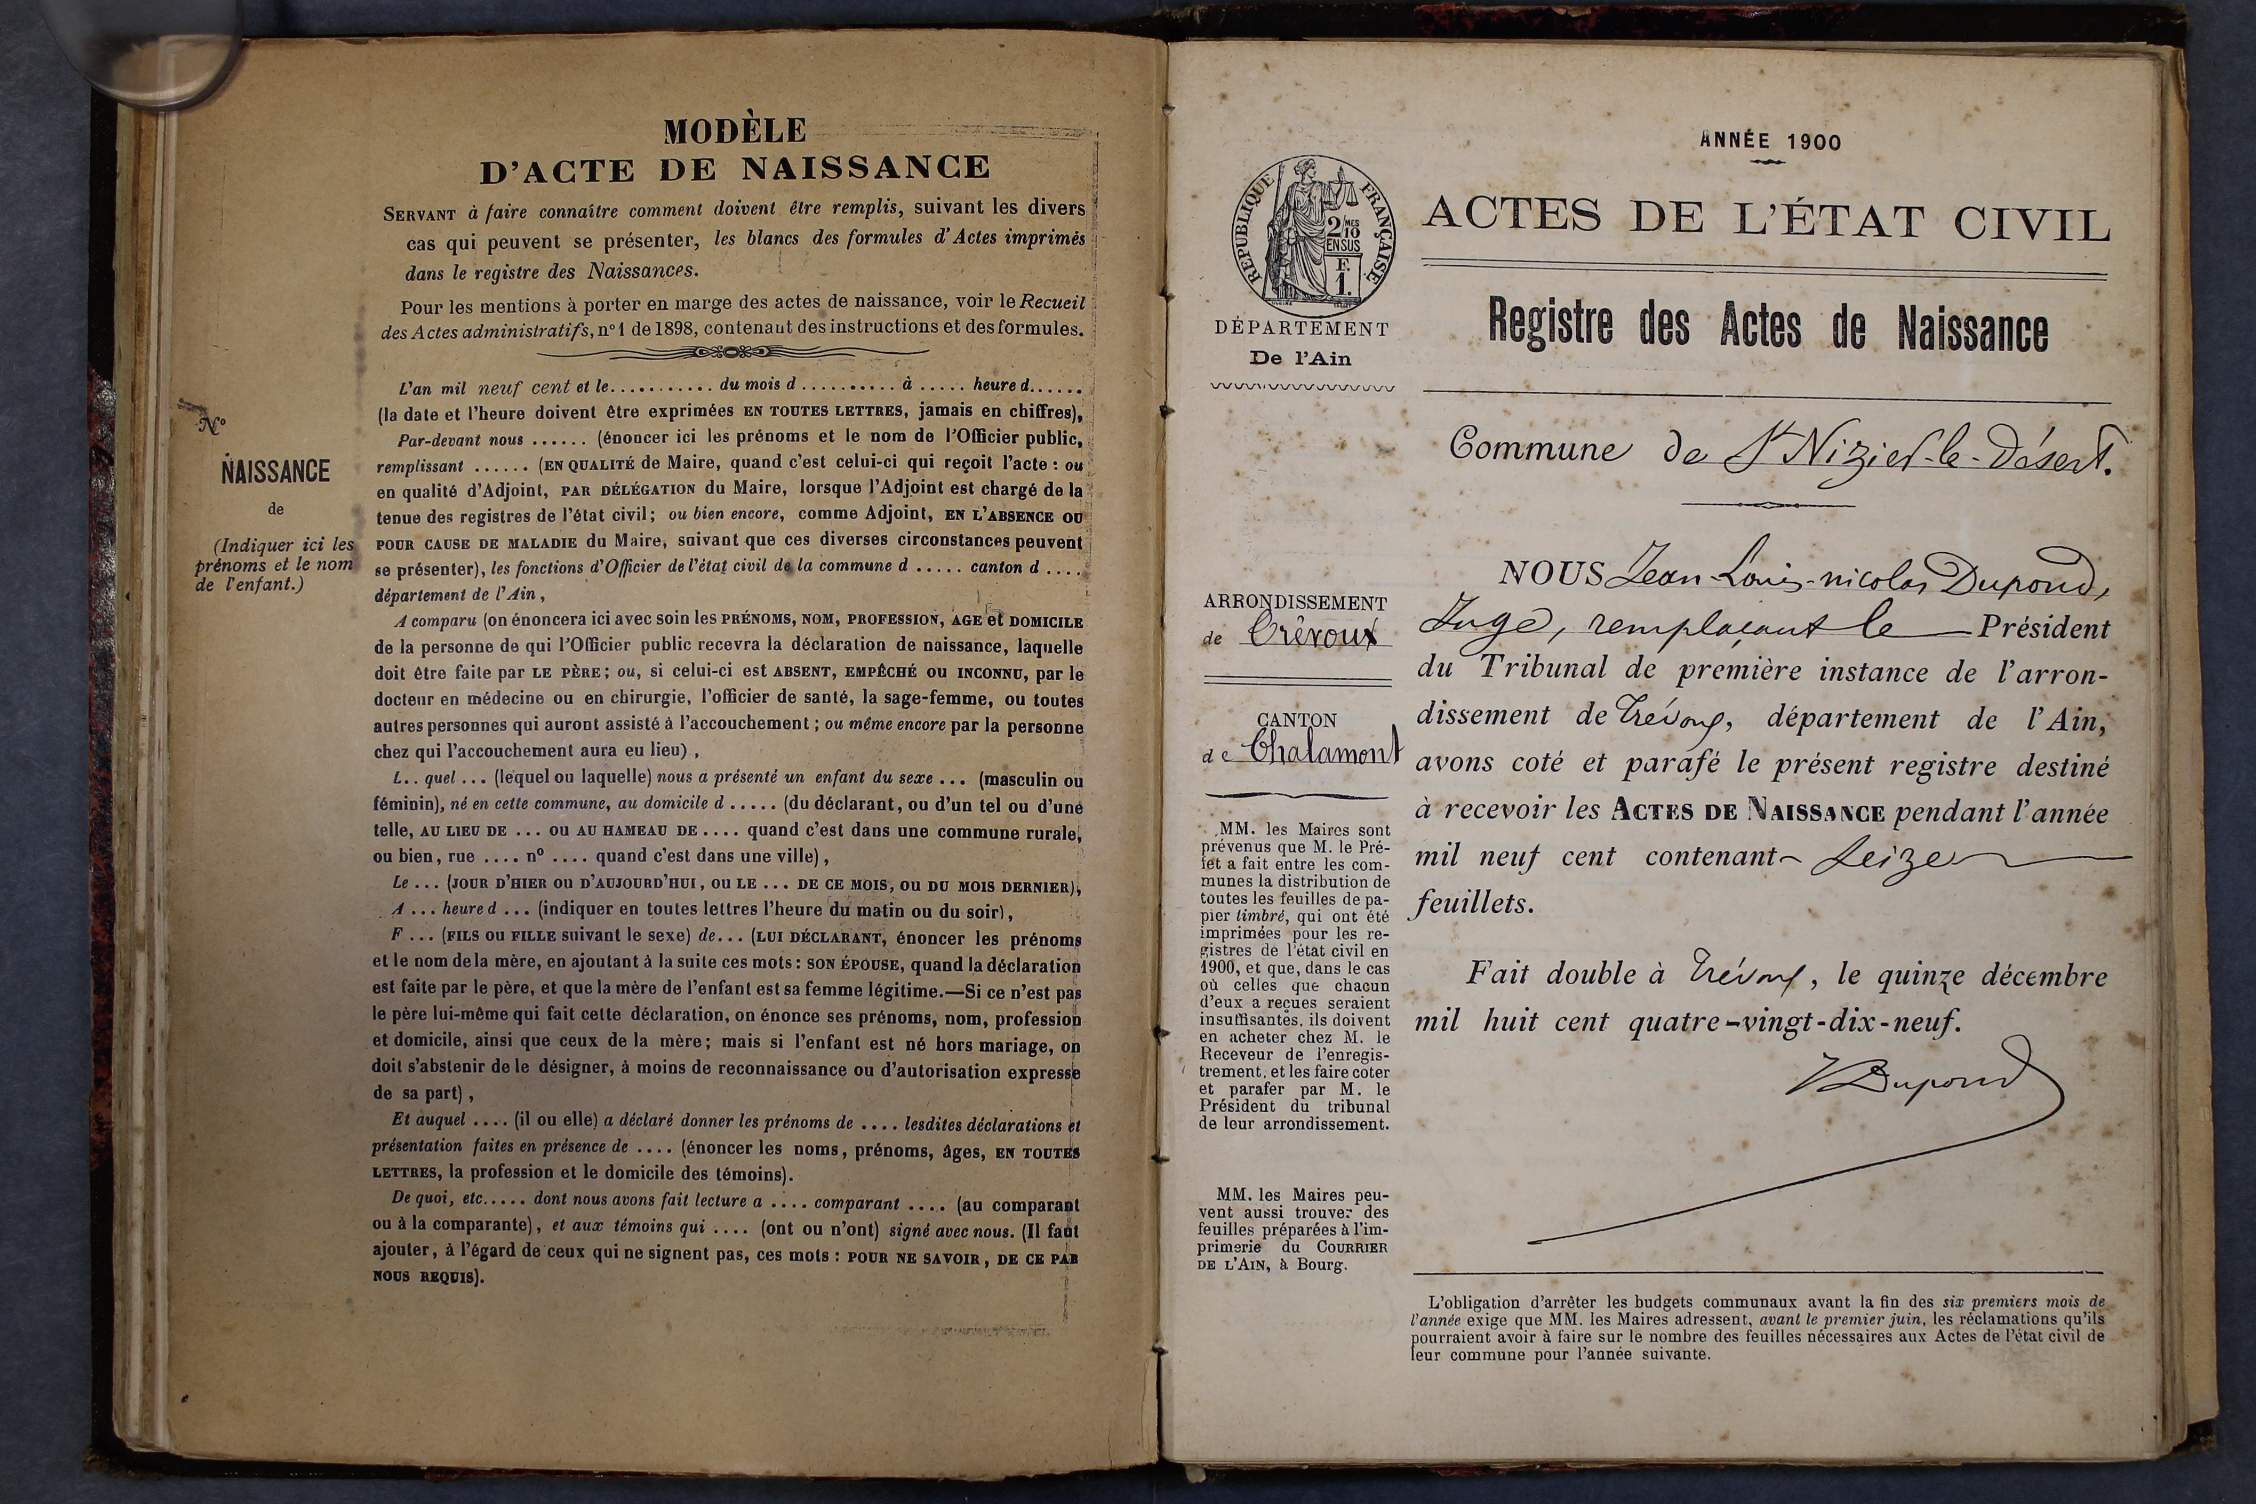 MODÈLE
D'ACTE DE NAISSANCE
SERVANT à faire connaître comment doivent être remplis, suivant les divers
cas qui peuvent se présenter, les blancs des formules d'Actes imprimés
dans le registre des Naissances.
Pour les mentions à porter en marge des actes de naissance, voir le Recueil
des Actes administratifs, n° 1 de 1898, contenant des instructions et des formules.
N°
NAISSANCE
de
(Indiquer ici les
prénoms et le nom
de l'enfant.)
L'an mil neuf cent et le........... du mois d .......... à ..... heure d......
(la date et l'heure doivent être exprimées EN TOUTES LETTRES, jamais en chiffres),
Par-devant nous ...... (énoncer ici les prénoms et le nom de l'Officier public,
remplissant ...... (EN QUALITÉ de Maire, quand c'est celui-ci qui reçoit l'acte : ou
en qualité d'Adjoint, PAR DÉLÉGATION du Maire, lorsque l'Adjoint est chargé de la
tenue des registres de l'état civil; ou bien encore, comme Adjoint, EN L'ABSENCE OU
POUR CAUSE DE MALADIE du Maire, suivant que ces diverses circonstances peuvent
se présenter), les fonctions d'Officier de l'état civil de la commune d ..... canton d ....
département de l'Ain,
A comparu (on énoncera ici avec soin les PRÉNOMS, NOM, PROFESSION, AGE et DOMICILE
de la personne de qui l'Officier public recevra la déclaration de naissance, laquelle
doit être faite par LE PÈRE; ou, si celui-ci est ABSENT, EMPÊCHÉ OU INCONNU, par le
docteur en médecine ou en chirurgie, l'officier de santé, la sage-femme, ou toutes
autres personnes qui auront assisté à l'accouchement ; ou même encore par la personne
chez qui l'accouchement aura eu lieu),
L.. quel ... (lequel ou laquelle) nous a présenté un enfant du sexe ... (masculin ou
féminin), né en cette commune, au domicile d ..... (du déclarant, ou d'un tel ou d'une
telle, AU LIEU DE ... OU AU HAMEAU DE .... quand c'est dans une commune rurale,
ou bien, rue .... n° .... quand c'est dans une ville),
Le ... (JOUR D'HIER OU D'AUJOURD'HUI, OU LE ... DE CE MOIS, OU DU MOIS DERNIER),
A ... heure d ... (indiquer en toutes lettres l'heure du matin ou du soir),
F ... (FILS OU FILLE suivant le sexe) de... (LUI DÉCLARANT, énoncer les prénoms
et le nom de la mère, en ajoutant à la suite ces mots : SON ÉPOUSE, quand la déclaration
est faite par le père, et que la mère de l'enfant est sa femme légitime.—Si ce n'est pas
le père lui-même qui fait cette déclaration, on énonce ses prénoms, nom, profession
et domicile, ainsi que ceux de la mère; mais si l'enfant est né hors mariage, on
doit s'abstenir de le désigner, à moins de reconnaissance ou d'autorisation expresse
de sa part),
Et auquel .... (il ou elle) a déclaré donner les prénoms de .... lesdites déclarations et
présentation faites en présence de .... (énoncer les noms, prénoms, âges, EN TOUTES
LETTRES, la profession et le domicile des témoins).
De quoi, etc..... dont nous avons fait lecture a .... comparant .... (au comparant
ou à la comparante), et aux témoins qui .... (ont ou n'ont) signé avec nous. (Il faut
ajouter, à l'égard de ceux qui ne signent pas, ces mots : POUR NE SAVOIR, DE CE PAR
NOUS REQUIS).
ANNÉE 1900
RÉPUBLIQUE FRANÇAISE
2/10 MES
EN SUS
F.
1.
ACTES DE L'ÉTAT CIVIL
DÉPARTEMENT
De l'Ain
Registre des Actes de Naissance
Commune de St Nizier-le-Désert.
ARRONDISSEMENT
de Trévoux
CANTON
de Chalamont
MM. les Maires sont
prévenus que M. le Pré-
fet a fait entre les com-
munes la distribution de
toutes les feuilles de pa-
pier timbré, qui ont été
imprimées pour les re-
gistres de l'état civil en
1900, et que, dans le cas
où celles que chacun
d'eux a reçues seraient
insuffisantes, ils doivent
en acheter chez M. le
Receveur de l'enregis-
trement, et les faire coter
et parafer par M. le
Président du tribunal
de leur arrondissement.
MM. les Maires peu-
vent aussi trouver des
feuilles préparées à l'im-
primerie du COURRIER
DE L'AIN, à Bourg.
NOUS Jean-Louis-nicolas Dupond,
Juge, remplaçant le Président
du Tribunal de première instance de l'arron-
dissement de Trévoux, département de l'Ain,
avons coté et parafé le présent registre destiné
à recevoir les ACTES DE NAISSANCE pendant l'année
mil neuf cent contenant seize
feuillets.
Fait double à Trévoux, le quinze décembre
mil huit cent quatre-vingt-dix-neuf.
Dupond
L'obligation d'arrêter les budgets communaux avant la fin des six premiers mois de
l'année exige que MM. les Maires adressent, avant le premier juin, les réclamations qu'ils
pourraient avoir à faire sur le nombre des feuilles nécessaires aux Actes de l'état civil de
leur commune pour l'année suivante.